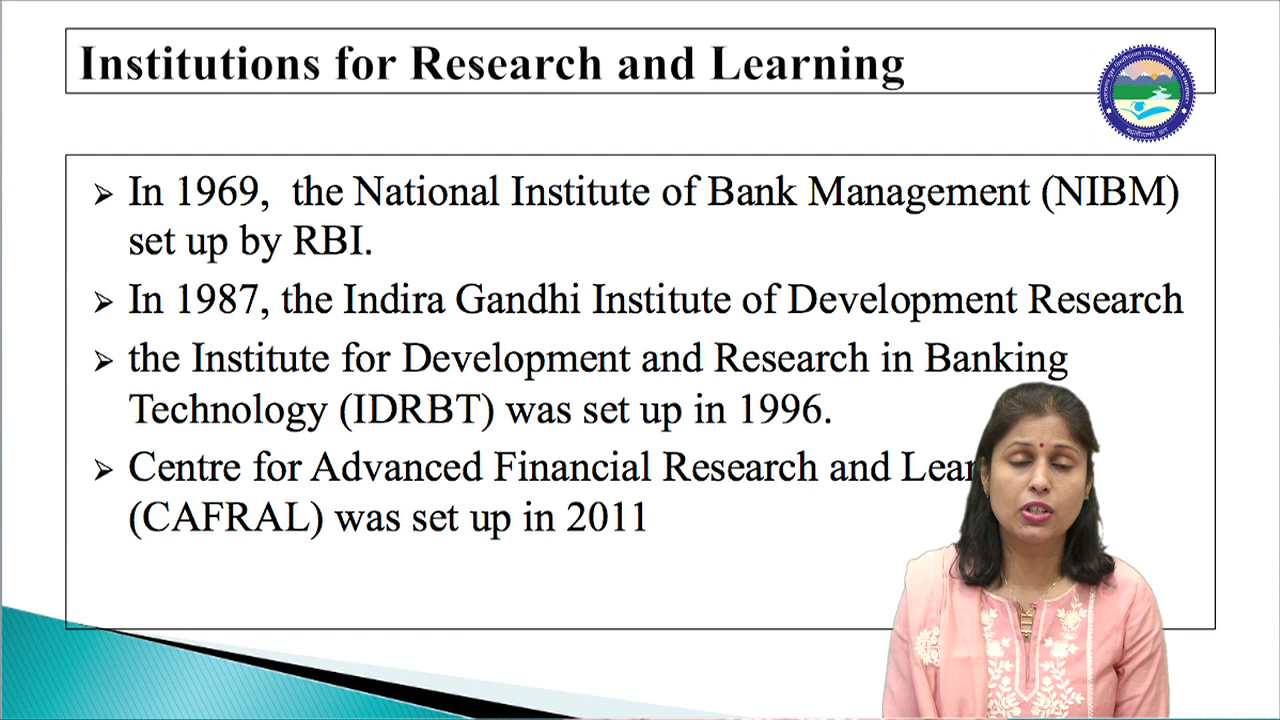 Institutions for Research and Learning
In 1969, the National Institute of Bank Management (NIBM)
set up by RBI.
In 1987, the Indira Gandhi Institute of Development Research
the Institute for Development and Research in Banking
Technology (IDRBT) was set up in 1996.
Centre for Advanced Financial Research and Lear
(CAFRAL) was set up in 2011